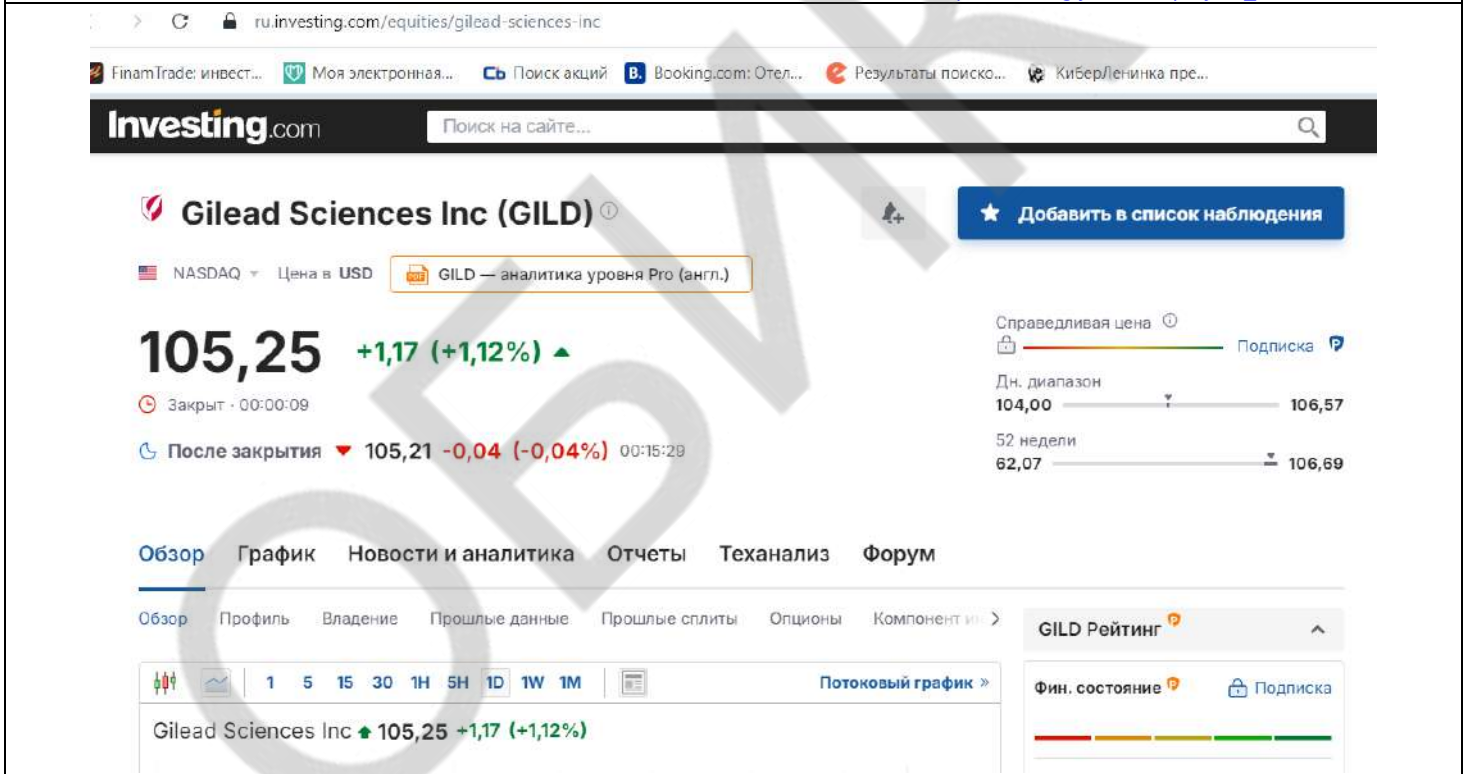 ru.investing.com/equities/gilead-sciences-inc
FinamTrade: инвест... Моя электронная... Сь Поиск акций B. Booking.com: Отел... Результаты поиско... КиберЛенинка пре...
Investing.com Поиск на сайте...
Gilead Sciences Inc (GILD)
Добавить в список наблюдения
NASDAQ Цена в USD GILD — аналитика уровня Pro (англ.)
105,25 +1,17 (+1,12%)
Справедливая цена
Подписка
Закрыт · 00:00:09
Дн. диапазон
104,00 106,57
После закрытия 105,21 -0,04 (-0,04%) 00:15:29
52 недели
62,07 106,69
Обзор График Новости и аналитика Отчеты Теханализ Форум
Обзор Профиль Владение Прошлые данные Прошлые сплиты Опционы Компонент
GILD Рейтинг
1 5 15 30 1H 5H 1D 1W 1M Потоковый график »
Фин. состояние Подписка
Gilead Sciences Inc 105,25 +1,17 (+1,12%)
ОБИК